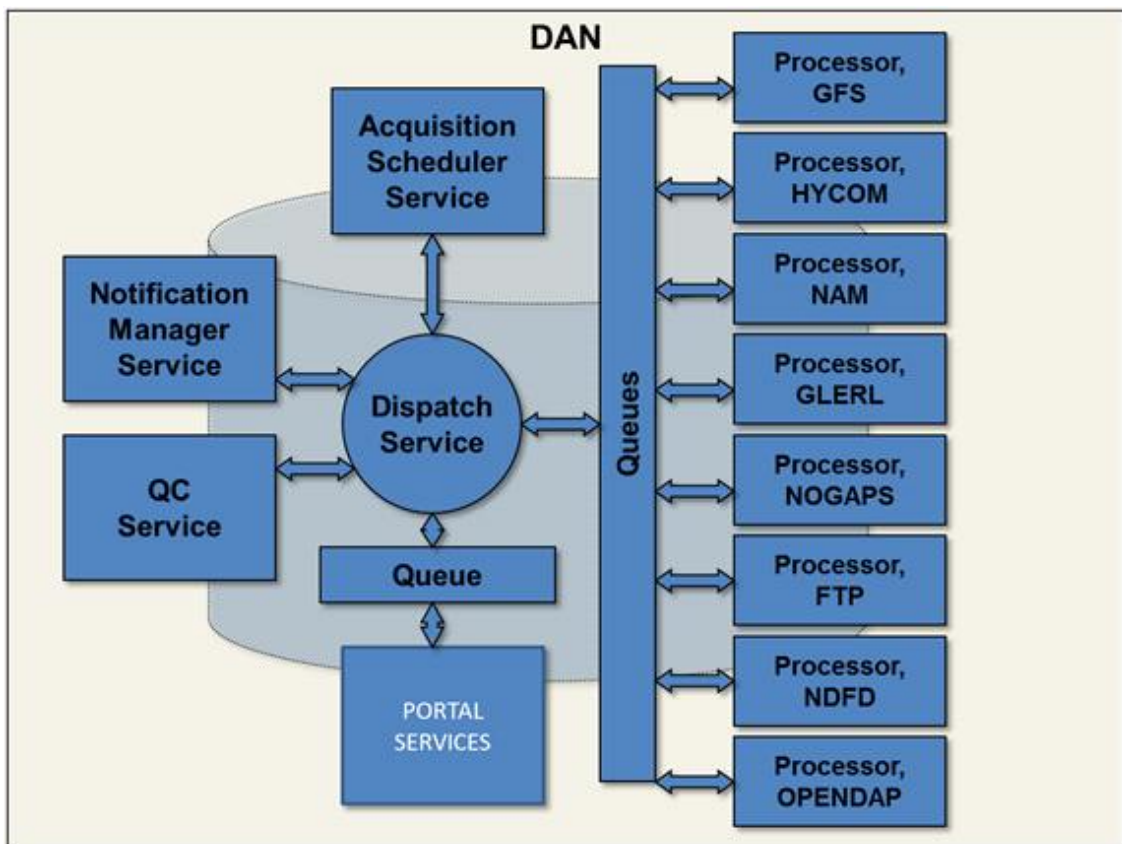 DAN
Acquisition
Scheduler
Service
Notification
Manager
Service
QC
Service
Dispatch
Service
Queue
PORTAL
SERVICES
Queues
Processor,
GFS
Processor,
HYCOM
Processor,
NAM
Processor,
GLERL
Processor,
NOGAPS
Processor,
FTP
Processor,
NDFD
Processor,
OPENDAP